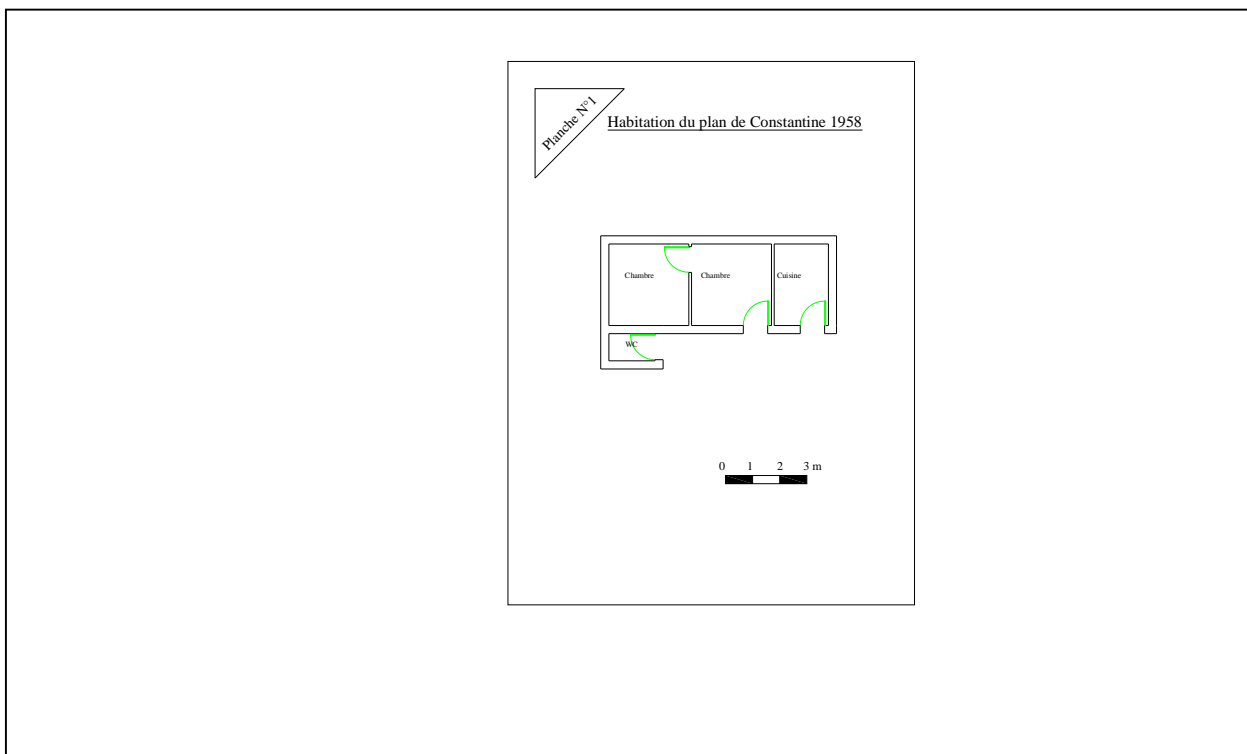 Planche N°1
Habitation du plan de Constantine 1958
Chambre
Chambre
Cuisine
WC
0 1 2 3 m